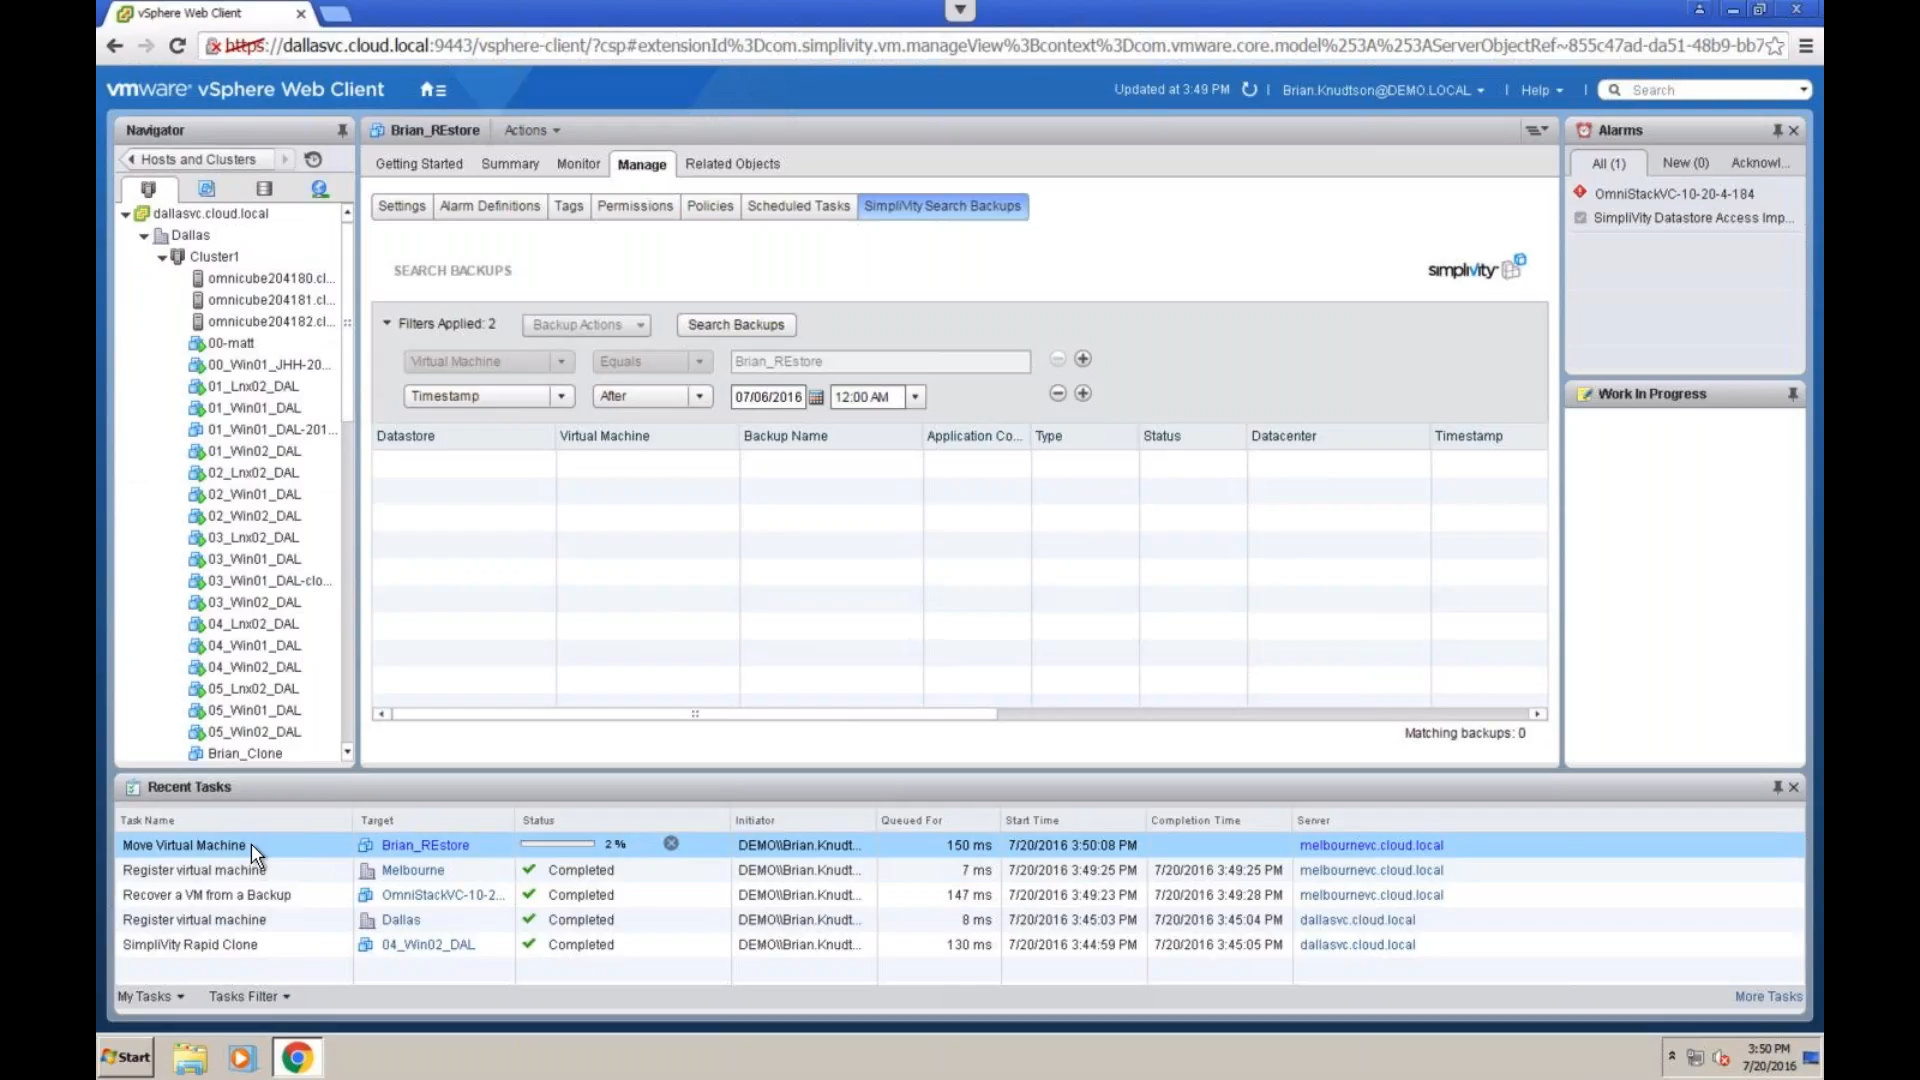 vSphere Web Client
https://dallasvc.cloud.local:9443/vsphere-client/?csp#extensionId%3Dcom.simplivity.vm.manageView%3Bcontext%3Dcom.vmware.core.model%253A%253AServerObjectRef~855c47ad-da51-48b9-bb7
vmware® vSphere Web Client
Updated at 3:49 PM | Brian.Knudtson@DEMO.LOCAL | Help | Search
Navigator
Hosts and Clusters
dallasvc.cloud.local
Dallas
Cluster1
omnicube204180.cl...
omnicube204181.cl...
omnicube204182.cl...
00-matt
00_Win01_JHH-20...
01_Lnx02_DAL
01_Win01_DAL
01_Win01_DAL-201...
01_Win02_DAL
02_Lnx02_DAL
02_Win01_DAL
02_Win02_DAL
03_Lnx02_DAL
03_Win01_DAL
03_Win01_DAL-clo...
03_Win02_DAL
04_Lnx02_DAL
04_Win01_DAL
04_Win02_DAL
05_Lnx02_DAL
05_Win01_DAL
05_Win02_DAL
Brian_Clone
Brian_REstore Actions
Getting Started Summary Monitor Manage Related Objects
Settings Alarm Definitions Tags Permissions Policies Scheduled Tasks SimpliVity Search Backups
SEARCH BACKUPS
simplivity
Filters Applied: 2 Backup Actions Search Backups
Virtual Machine Equals Brian_REstore
Timestamp After 07/06/2016 12:00 AM
Datastore Virtual Machine Backup Name Application Co... Type Status Datacenter Timestamp
Matching backups: 0
Alarms
All (1) New (0) Acknowl...
OmniStackVC-10-20-4-184
SimpliVity Datastore Access Imp...
Work In Progress
Recent Tasks
Task Name Target Status Initiator Queued For Start Time Completion Time Server
Move Virtual Machine Brian_REstore 2 % DEMO\\Brian.Knudt... 150 ms 7/20/2016 3:50:08 PM melbournevc.cloud.local
Register virtual machine Melbourne Completed DEMO\\Brian.Knudt... 7 ms 7/20/2016 3:49:25 PM 7/20/2016 3:49:25 PM melbournevc.cloud.local
Recover a VM from a Backup OmniStackVC-10-2... Completed DEMO\\Brian.Knudt... 147 ms 7/20/2016 3:49:23 PM 7/20/2016 3:49:28 PM melbournevc.cloud.local
Register virtual machine Dallas Completed DEMO\\Brian.Knudt... 8 ms 7/20/2016 3:45:03 PM 7/20/2016 3:45:04 PM dallasvc.cloud.local
SimpliVity Rapid Clone 04_Win02_DAL Completed DEMO\\Brian.Knudt... 130 ms 7/20/2016 3:44:59 PM 7/20/2016 3:45:05 PM dallasvc.cloud.local
My Tasks Tasks Filter More Tasks
Start
3:50 PM
7/20/2016